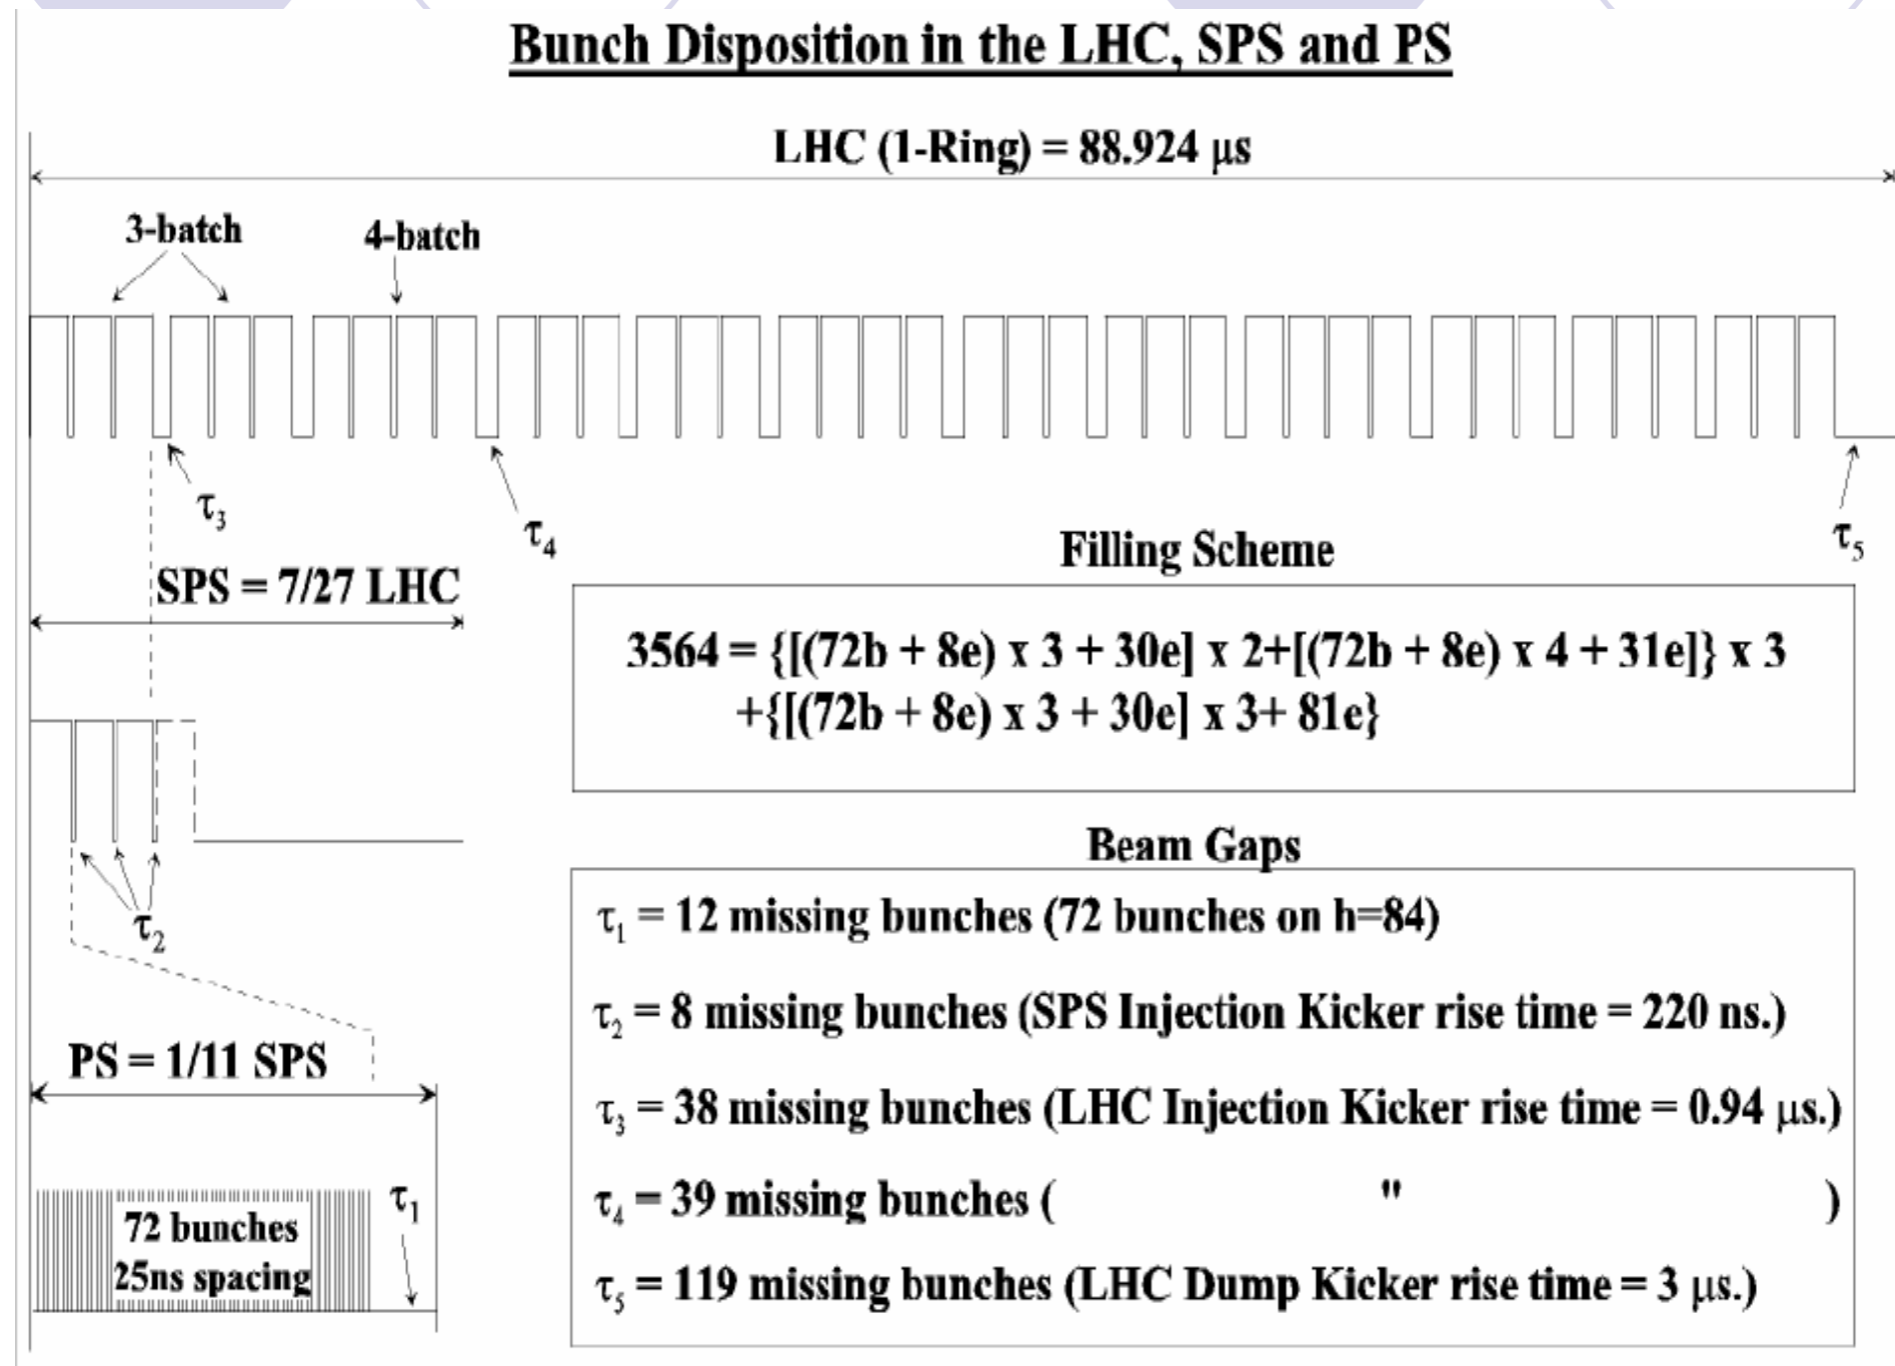 Bunch Disposition in the LHC, SPS and PS
LHC (1-Ring) = 88.924 μs
3-batch
4-batch
τ3
τ4
τ5
SPS = 7/27 LHC
Filling Scheme
3564 = {[(72b + 8e) x 3 + 30e] x 2+[(72b + 8e) x 4 + 31e]} x 3
+{[(72b + 8e) x 3 + 30e] x 3+ 81e}
τ2
Beam Gaps
τ1 = 12 missing bunches (72 bunches on h=84)
τ2 = 8 missing bunches (SPS Injection Kicker rise time = 220 ns.)
τ3 = 38 missing bunches (LHC Injection Kicker rise time = 0.94 μs.)
τ4 = 39 missing bunches ( " )
τ5 = 119 missing bunches (LHC Dump Kicker rise time = 3 μs.)
PS = 1/11 SPS
τ1
72 bunches
25ns spacing